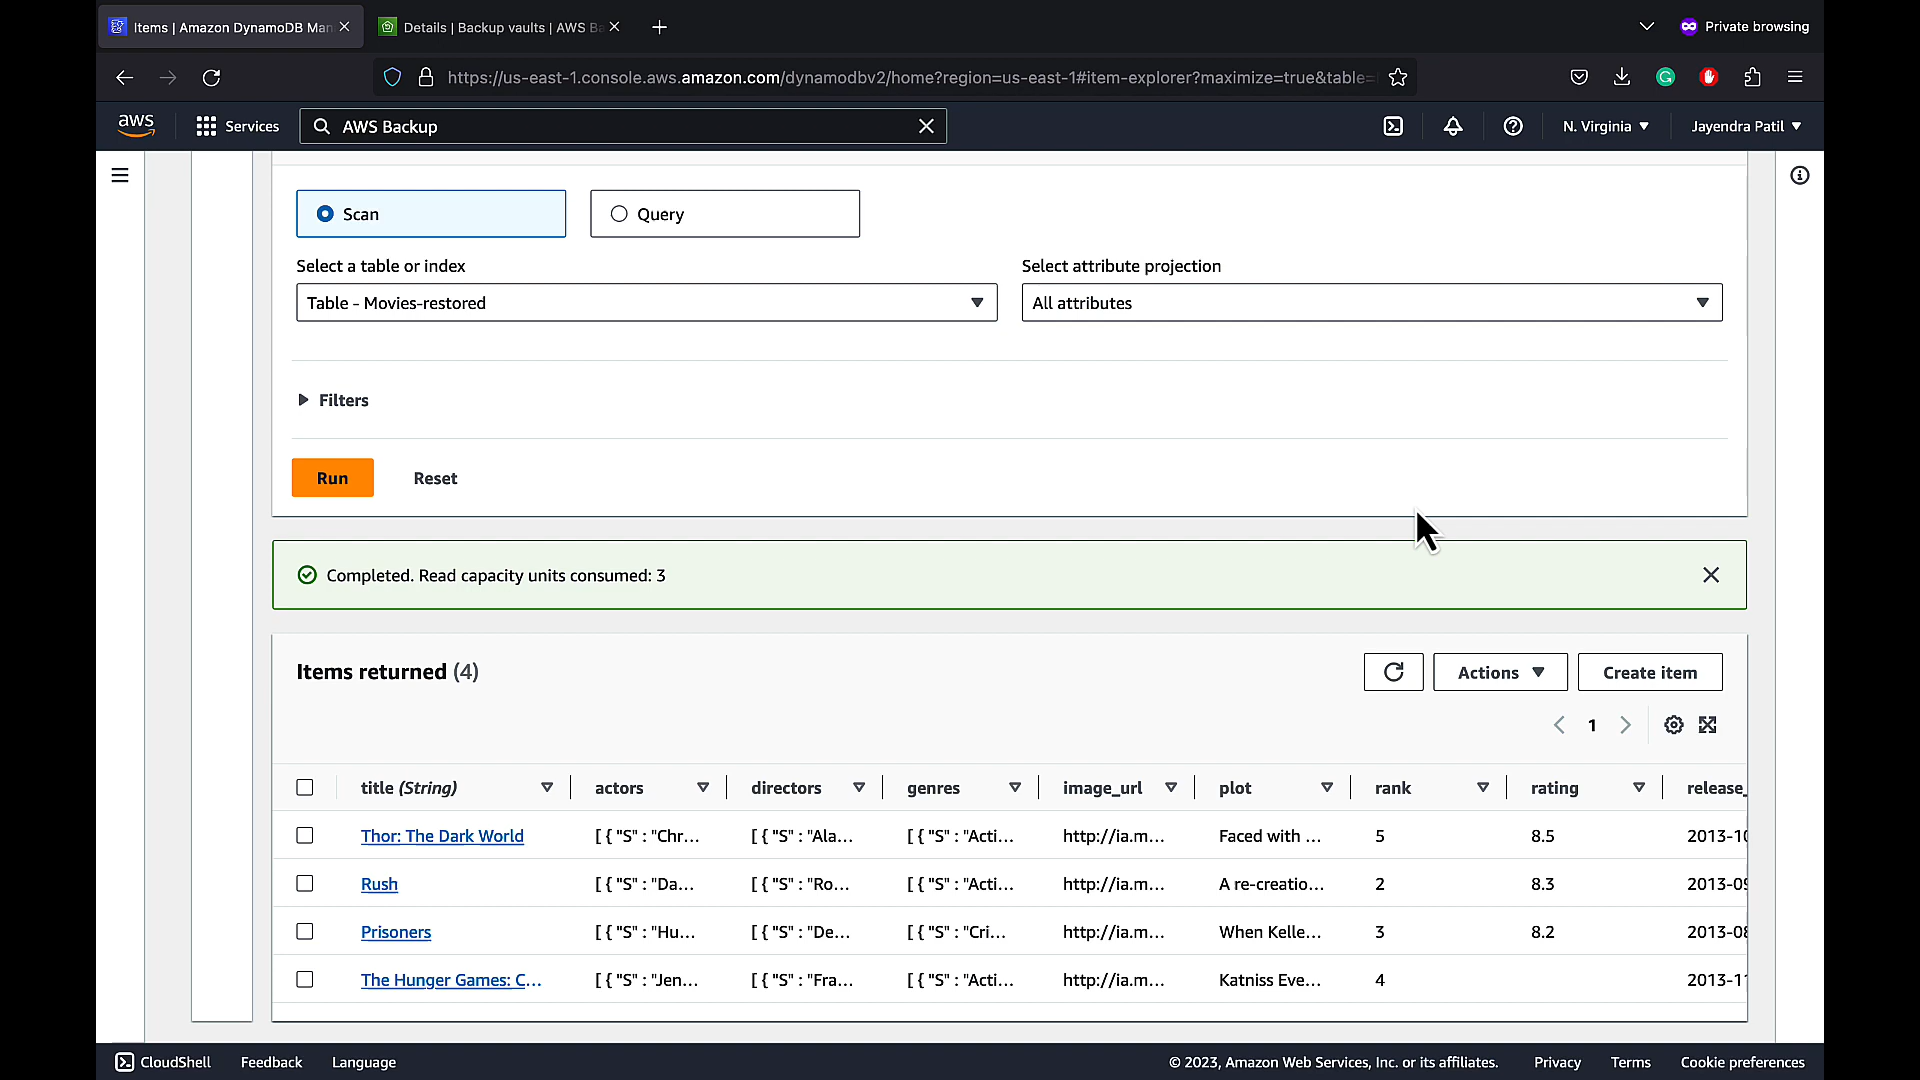 Items | Amazon DynamoDB Man
Details | Backup vaults | AWS Ba
Private browsing
https://us-east-1.console.aws.amazon.com/dynamodbv2/home?region=us-east-1#item-explorer?maximize=true&table=
aws
Services
AWS Backup
N. Virginia
Jayendra Patil
Scan
Query
Select a table or index
Select attribute projection
Table - Movies-restored
All attributes
Filters
Run
Reset
Completed. Read capacity units consumed: 3
Items returned (4)
Actions
Create item
1
title (String) actors directors genres image_url plot rank rating release_
Thor: The Dark World [ { "S" : "Chr... [ { "S" : "Ala... [ { "S" : "Acti... http://ia.m... Faced with ... 5 8.5 2013-10
Rush [ { "S" : "Da... [ { "S" : "Ro... [ { "S" : "Acti... http://ia.m... A re-creatio... 2 8.3 2013-09
Prisoners [ { "S" : "Hu... [ { "S" : "De... [ { "S" : "Cri... http://ia.m... When Kelle... 3 8.2 2013-08
The Hunger Games: C... [ { "S" : "Jen... [ { "S" : "Fra... [ { "S" : "Acti... http://ia.m... Katniss Eve... 4 2013-11
CloudShell
Feedback
Language
© 2023, Amazon Web Services, Inc. or its affiliates.
Privacy
Terms
Cookie preferences